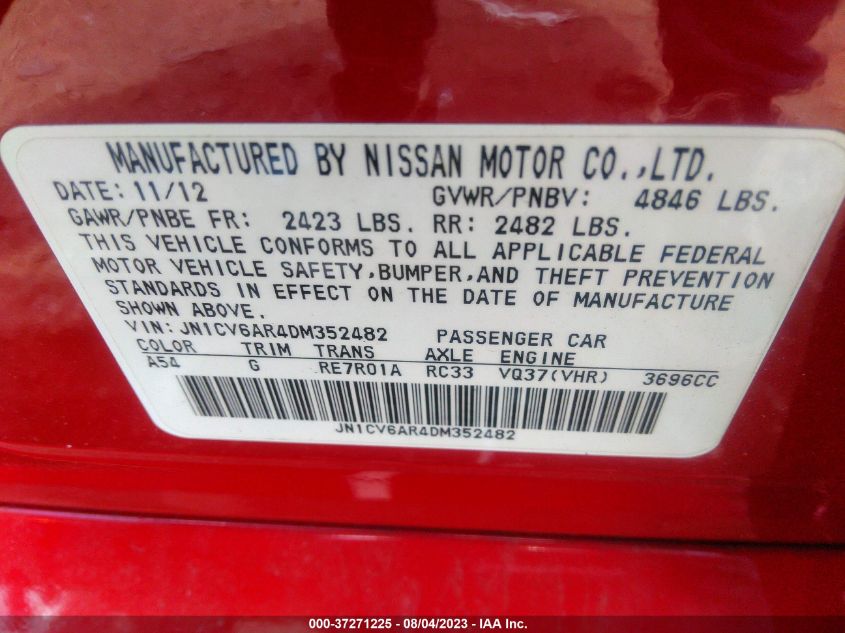 MANUFACTURED BY NISSAN MOTOR CO.,LTD.
DATE: 11/12 GVWR/PNBV: 4846 LBS.
GAWR/PNBE FR: 2423 LBS. RR: 2482 LBS.
THIS VEHICLE CONFORMS TO ALL APPLICABLE FEDERAL
MOTOR VEHICLE SAFETY,BUMPER,AND THEFT PREVENTION
STANDARDS IN EFFECT ON THE DATE OF MANUFACTURE
SHOWN ABOVE.
VIN: JN1CV6AR4DM352482 PASSENGER CAR
COLOR TRIM TRANS AXLE ENGINE
A54 G RE7R01A RC33 VQ37(VHR) 3696CC
JN1CV6AR4DM352482
000-37271225 - 08/04/2023 - IAA Inc.